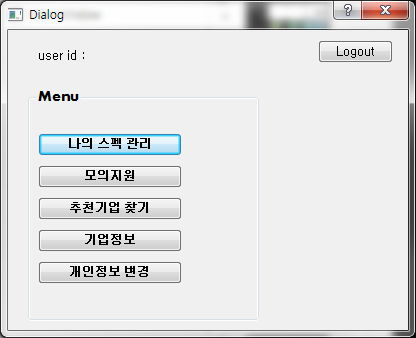 Dialog
user id :
Logout
Menu
나의 스펙 관리
모의지원
추천기업 찾기
기업정보
개인정보 변경